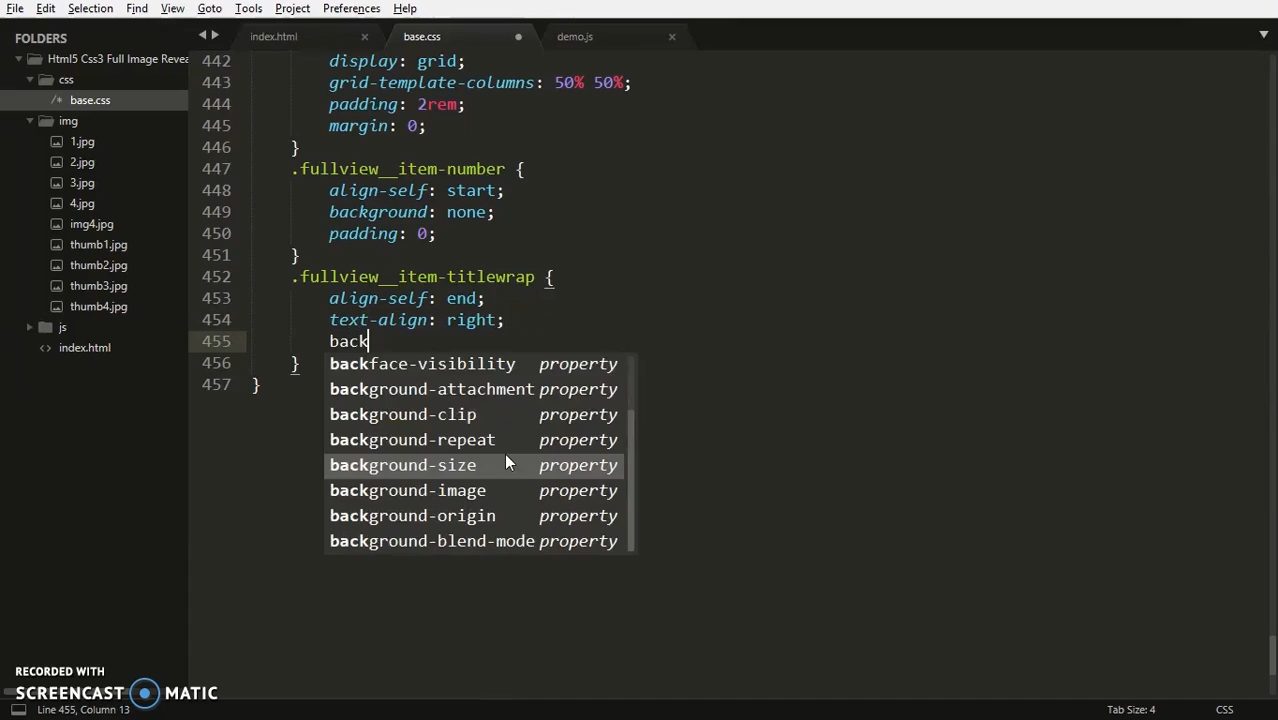 File Edit Selection Find View Goto Tools Project Preferences Help
FOLDERS
Html5 Css3 Full Image Revea
css
/* base.css
img
1.jpg
2.jpg
3.jpg
4.jpg
img4.jpg
thumb1.jpg
thumb2.jpg
thumb3.jpg
thumb4.jpg
js
<> index.html
index.html × base.css demo.js ×
442 display: grid;
443 grid-template-columns: 50% 50%;
444 padding: 2rem;
445 margin: 0;
446 }
447 .fullview__item-number {
448 align-self: start;
449 background: none;
450 padding: 0;
451 }
452 .fullview__item-titlewrap {
453 align-self: end;
454 text-align: right;
455 back
456 }
457 }
backface-visibility property
background-attachment property
background-clip property
background-repeat property
background-size property
background-image property
background-origin property
background-blend-mode property
RECORDED WITH
SCREENCAST MATIC
Line 455, Column 13
Tab Size: 4 CSS